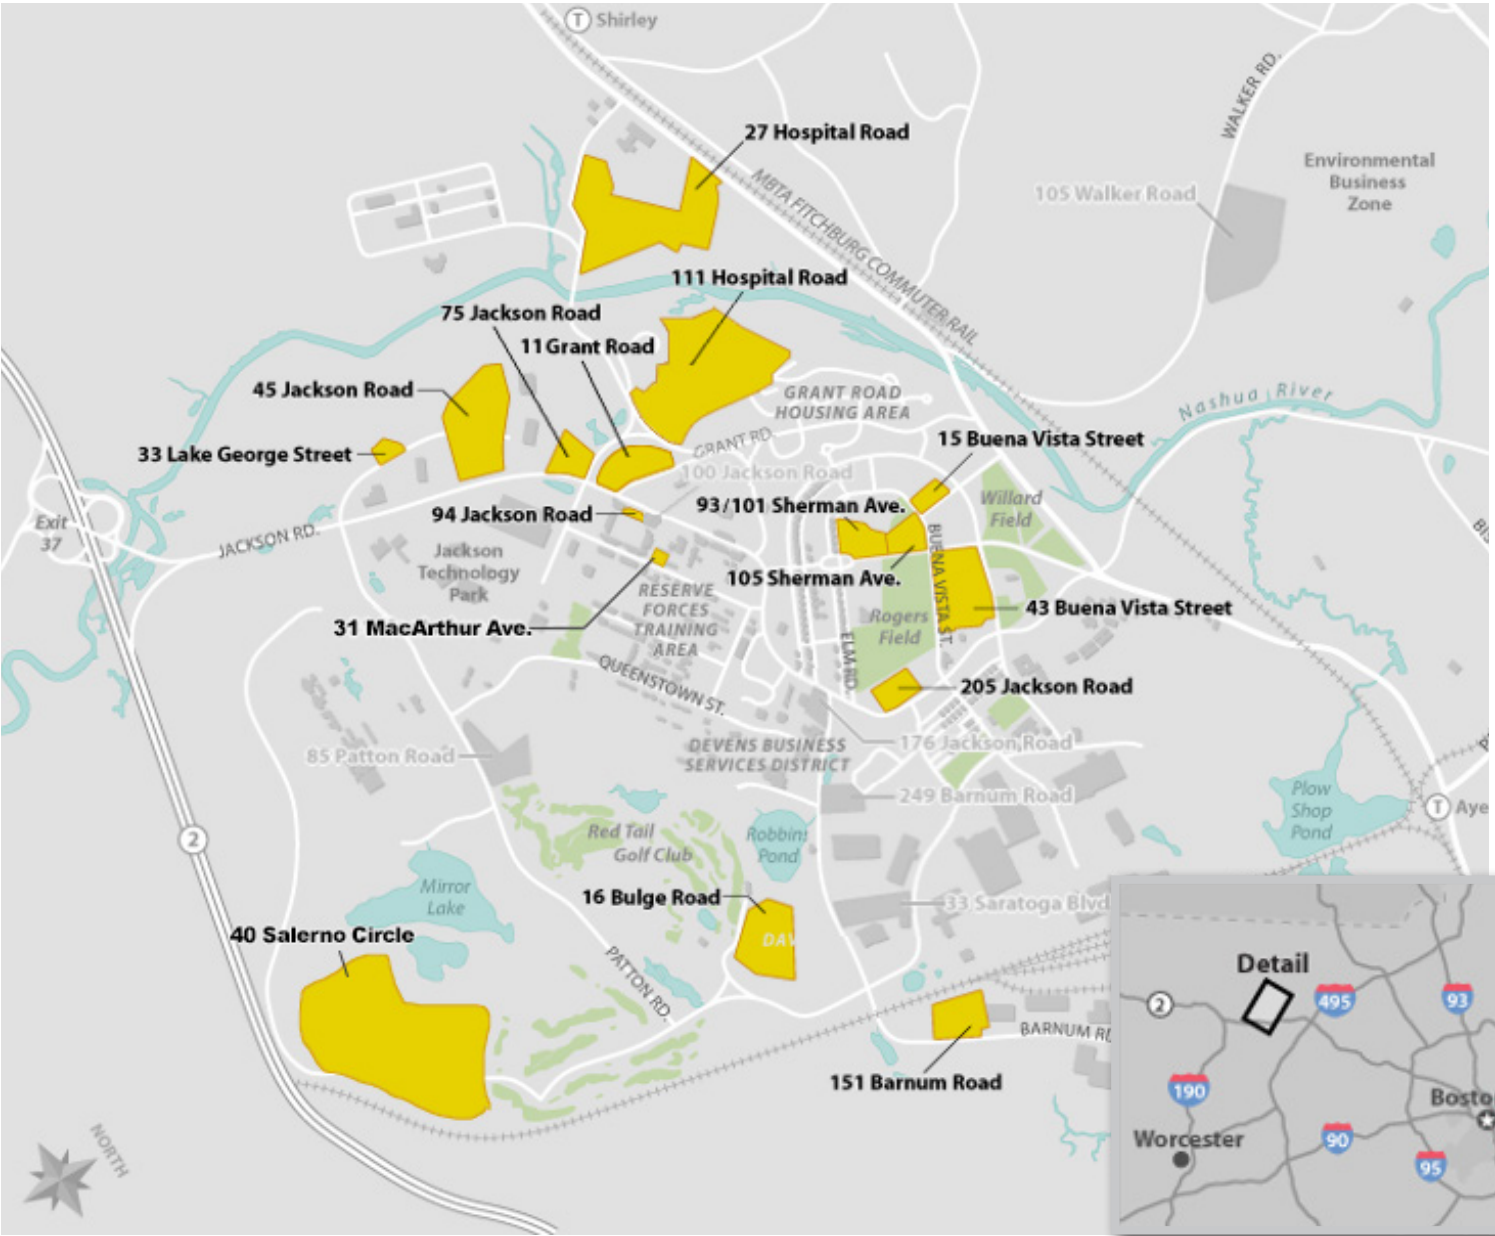 T Shirley
27 Hospital Road
MBTA FITCHBURG COMMUTER RAIL
WALKER RD.
Environmental
Business
Zone
105 Walker Road
111 Hospital Road
75 Jackson Road
11 Grant Road
45 Jackson Road
GRANT ROAD
HOUSING AREA
Nashua River
33 Lake George Street
GRANT RD.
15 Buena Vista Street
100 Jackson Road
93/101 Sherman Ave.
Willard
Field
94 Jackson Road
Exit
37
JACKSON RD.
Jackson
Technology
Park
105 Sherman Ave.
BUENA VISTA ST.
RESERVE
FORCES
TRAINING
AREA
43 Buena Vista Street
Rogers
Field
31 MacArthur Ave.
ELM RD.
QUEENSTOWN ST.
205 Jackson Road
DEVENS BUSINESS
SERVICES DISTRICT
176 Jackson Road
85 Patton Road
249 Barnum Road
Plow
Shop
Pond
T Aye
2
Red Tail
Golf Club
Robbins
Pond
Mirror
Lake
16 Bulge Road
33 Saratoga Blvd
40 Salerno Circle
DAV
PATTON RD.
BARNUM RD
151 Barnum Road
NORTH
Detail
2
495
93
190
Bosto
Worcester
90
95